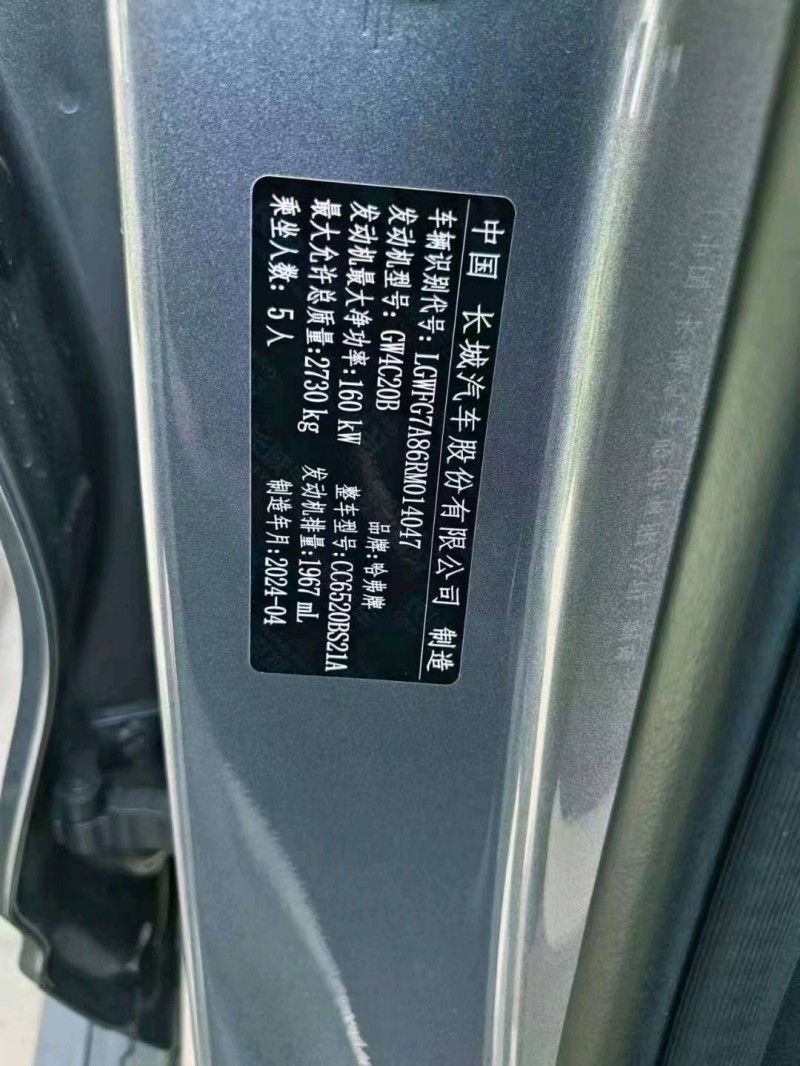 中国 长城汽车股份有限公司 制造
车辆识别代号: LGWFG7A86RM014047
发动机型号: GW4C20B 品牌: 哈弗牌
发动机最大净功率: 160 kW 整车型号: CC6520BS21A
最大允许总质量: 2730 kg 发动机排量: 1967 mL
乘坐人数: 5 人 制造年月: 2024-04